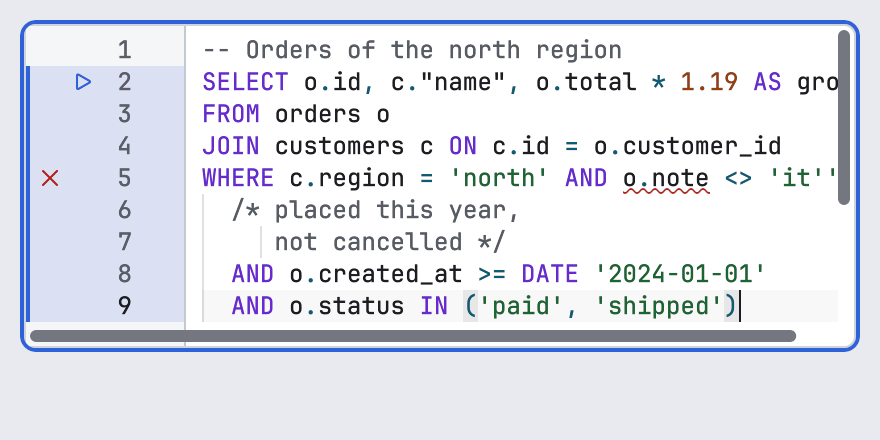 1 -- Orders of the north region
2 SELECT o.id, c."name", o.total * 1.19 AS gro
3 FROM orders o
4 JOIN customers c ON c.id = o.customer_id
5 WHERE c.region = 'north' AND o.note <> 'it''
6 /* placed this year,
7 not cancelled */
8 AND o.created_at >= DATE '2024-01-01'
9 AND o.status IN ('paid', 'shipped')